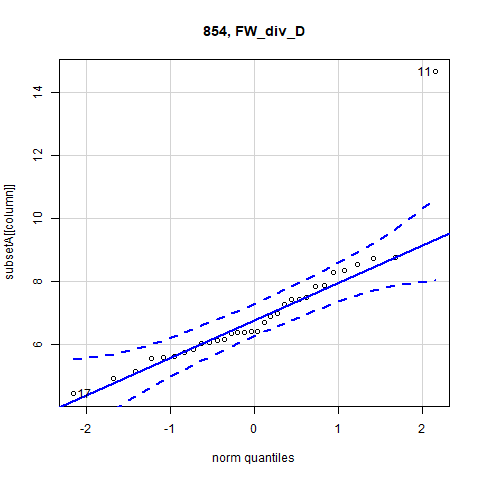 854, FW_div_D
11
14
12
10
8
6
17
-2 -1 0 1 2
norm quantiles
subsetA[[column]]